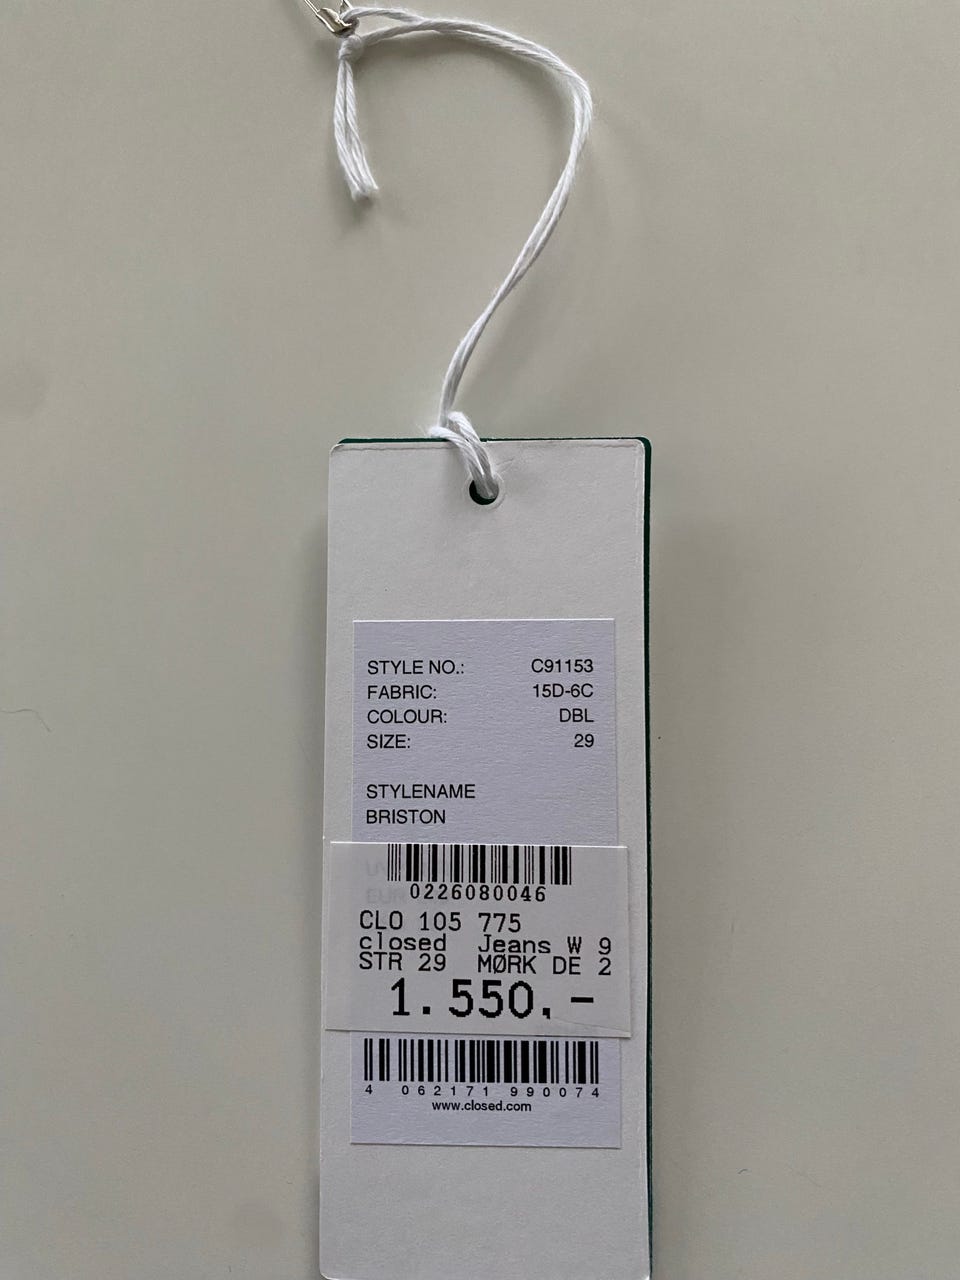 STYLE NO.: C91153
FABRIC: 15D-6C
COLOUR: DBL
SIZE: 29
STYLENAME
BRISTON
0226080046
CLO 105 775
closed Jeans W 9
STR 29 MØRK DE 2
1.550,-
4 062171 990074
www.closed.com